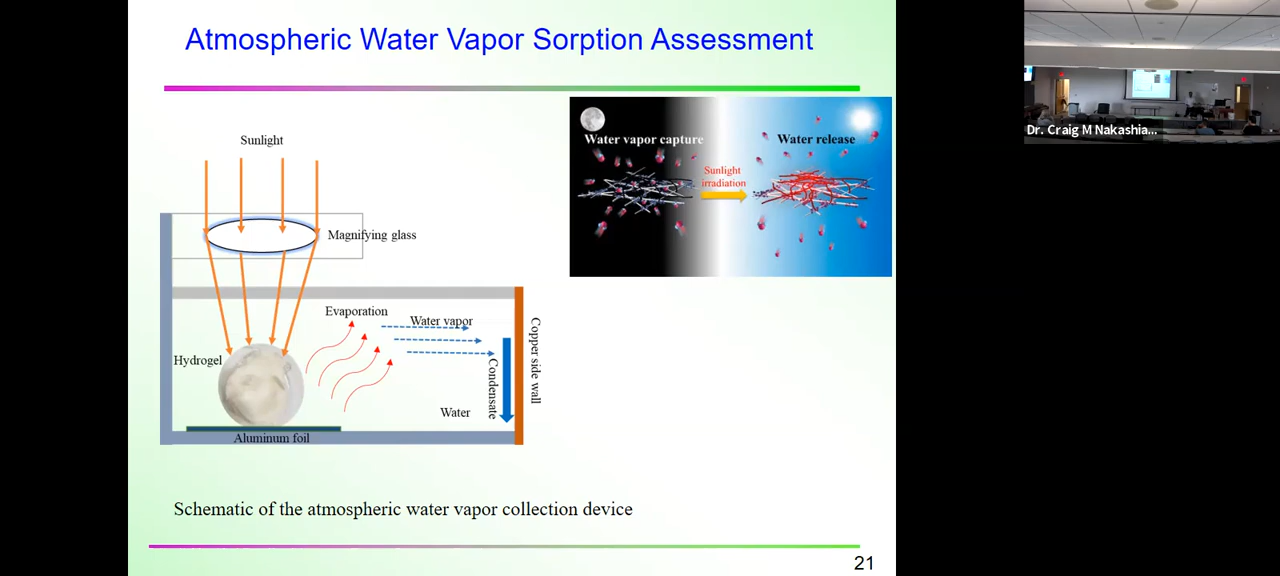 Atmospheric Water Vapor Sorption Assessment
Sunlight
Magnifying glass
Evaporation
Water vapor
Hydrogel
Condensate
Copper side wall
Water
Aluminum foil
Water vapor capture
Sunlight
irradiation
Water release
Schematic of the atmospheric water vapor collection device
21
Dr. Craig M Nakashia...